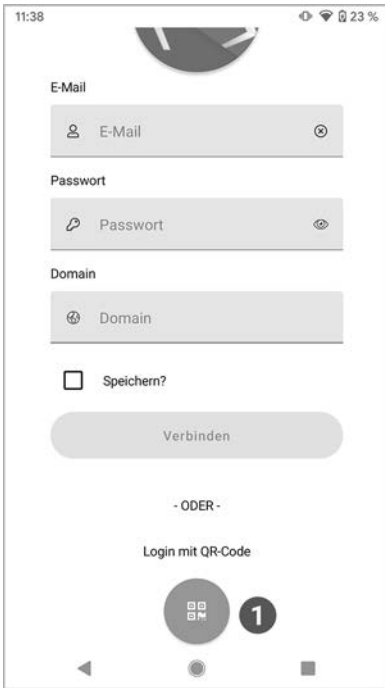 11:38 23 %
E-Mail
E-Mail
Passwort
Passwort
Domain
Domain
Speichern?
Verbinden
- ODER -
Login mit QR-Code
1